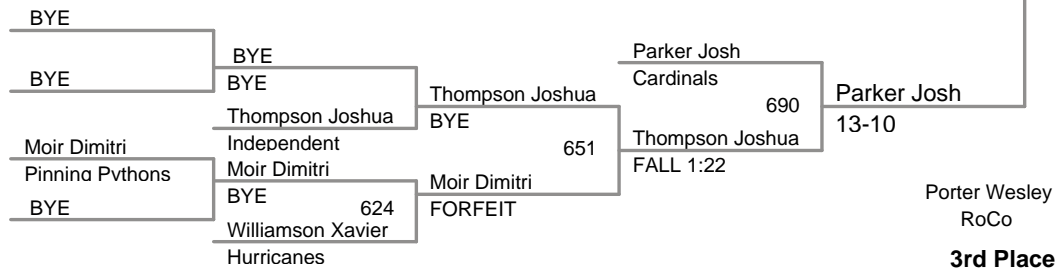 BYE
BYE
BYE
BYE
Thompson Joshua
Independent
Moir Dimitri
Pinning Pythons
BYE
Moir Dimitri
BYE
624
Williamson Xavier
Hurricanes
Thompson Joshua
BYE
651
Moir Dimitri
FORFEIT
Parker Josh
Cardinals
690
Thompson Joshua
FALL 1:22
Parker Josh
13-10
Porter Wesley
RoCo
3rd Place